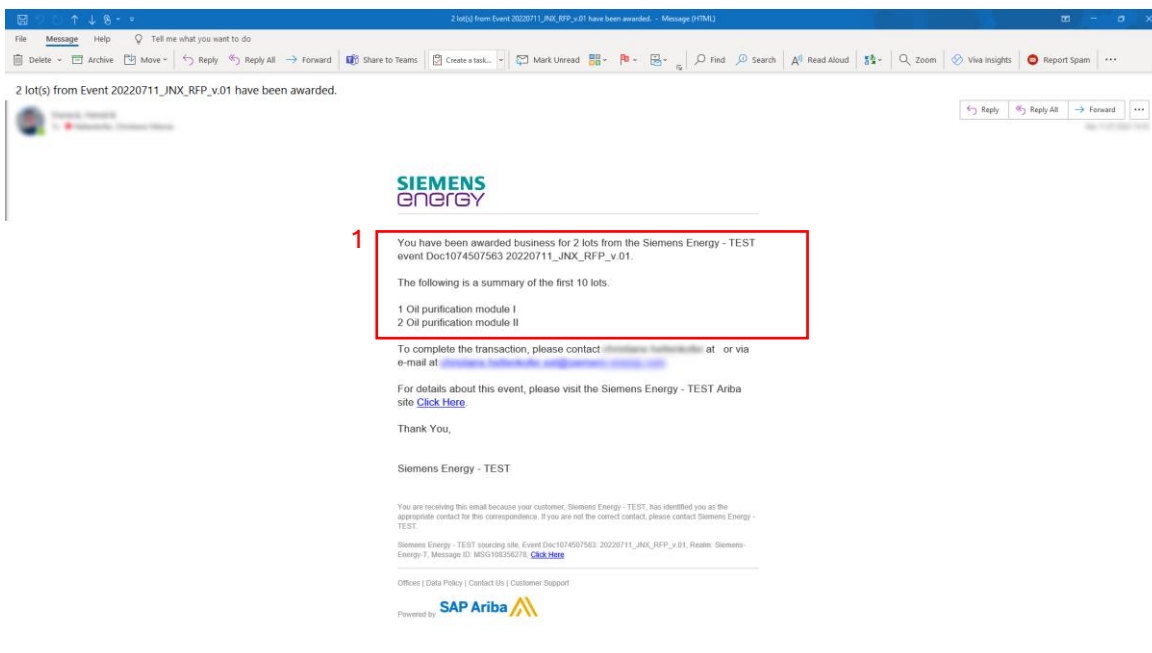 2 lot(s) from Event 20220711_JNX_RFP_v.01 have been awarded. - Message (HTML)
File Message Help Tell me what you want to do
Delete Archive Move Reply Reply All Forward Share to Teams Create a task... Mark Unread Find Search Read Aloud Zoom Viva Insights Report Spam
2 lot(s) from Event 20220711_JNX_RFP_v.01 have been awarded.
Reply Reply All Forward
SIEMENS
energy
1
You have been awarded business for 2 lots from the Siemens Energy - TEST
event Doc1074507563 20220711_JNX_RFP_v.01.
The following is a summary of the first 10 lots.
1 Oil purification module I
2 Oil purification module II
To complete the transaction, please contact at or via
e-mail at
For details about this event, please visit the Siemens Energy - TEST Ariba
site Click Here.
Thank You,
Siemens Energy - TEST
You are receiving this email because your customer, Siemens Energy - TEST, has identified you as the
appropriate contact for this correspondence. If you are not the correct contact, please contact Siemens Energy -
TEST.
Siemens Energy - TEST sourcing site, Event Doc1074507563: 20220711_JNX_RFP_v.01, Realm: Siemens-
Energy-T, Message ID: MSG108356278, Click Here
Offices | Data Policy | Contact Us | Customer Support
Powered by SAP Ariba